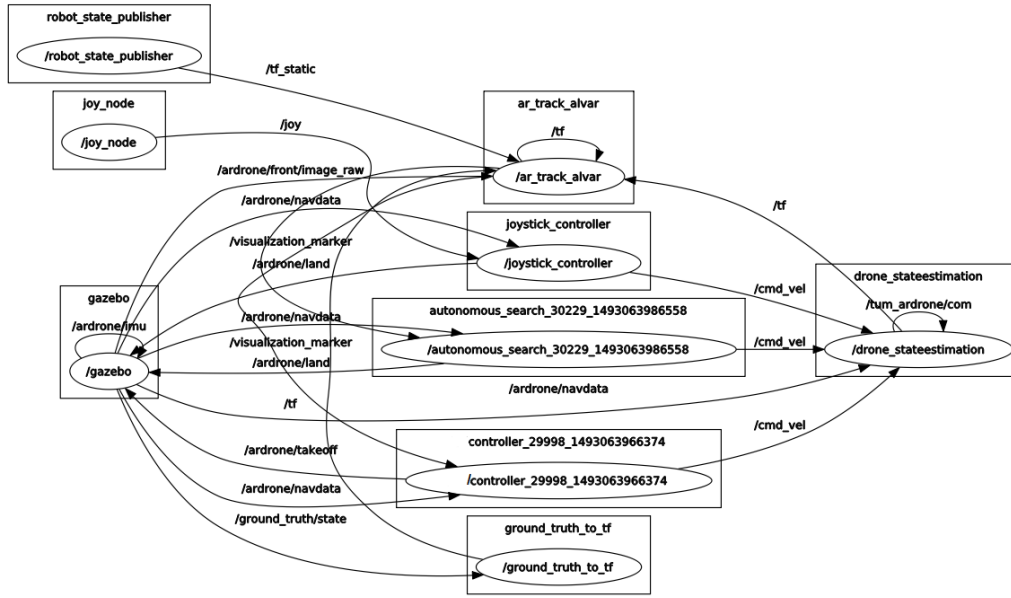 robot_state_publisher
/robot_state_publisher
/tf_static
joy_node
/joy_node
/joy
ar_track_alvar
/tf
/ar_track_alvar
/ardrone/front/image_raw
/ardrone/navdata
/tf
joystick_controller
/joystick_controller
/visualization_marker
/ardrone/land
/cmd_vel
drone_stateestimation
/tum_ardrone/com
/drone_stateestimation
gazebo
/ardrone/imu
/gazebo
/ardrone/navdata
/visualization_marker
/ardrone/land
autonomous_search_30229_1493063986558
/autonomous_search_30229_1493063986558
/cmd_vel
/ardrone/navdata
/tf
/cmd_vel
controller_29998_1493063966374
/controller_29998_1493063966374
/ardrone/takeoff
/ardrone/navdata
/ground_truth/state
ground_truth_to_tf
/ground_truth_to_tf